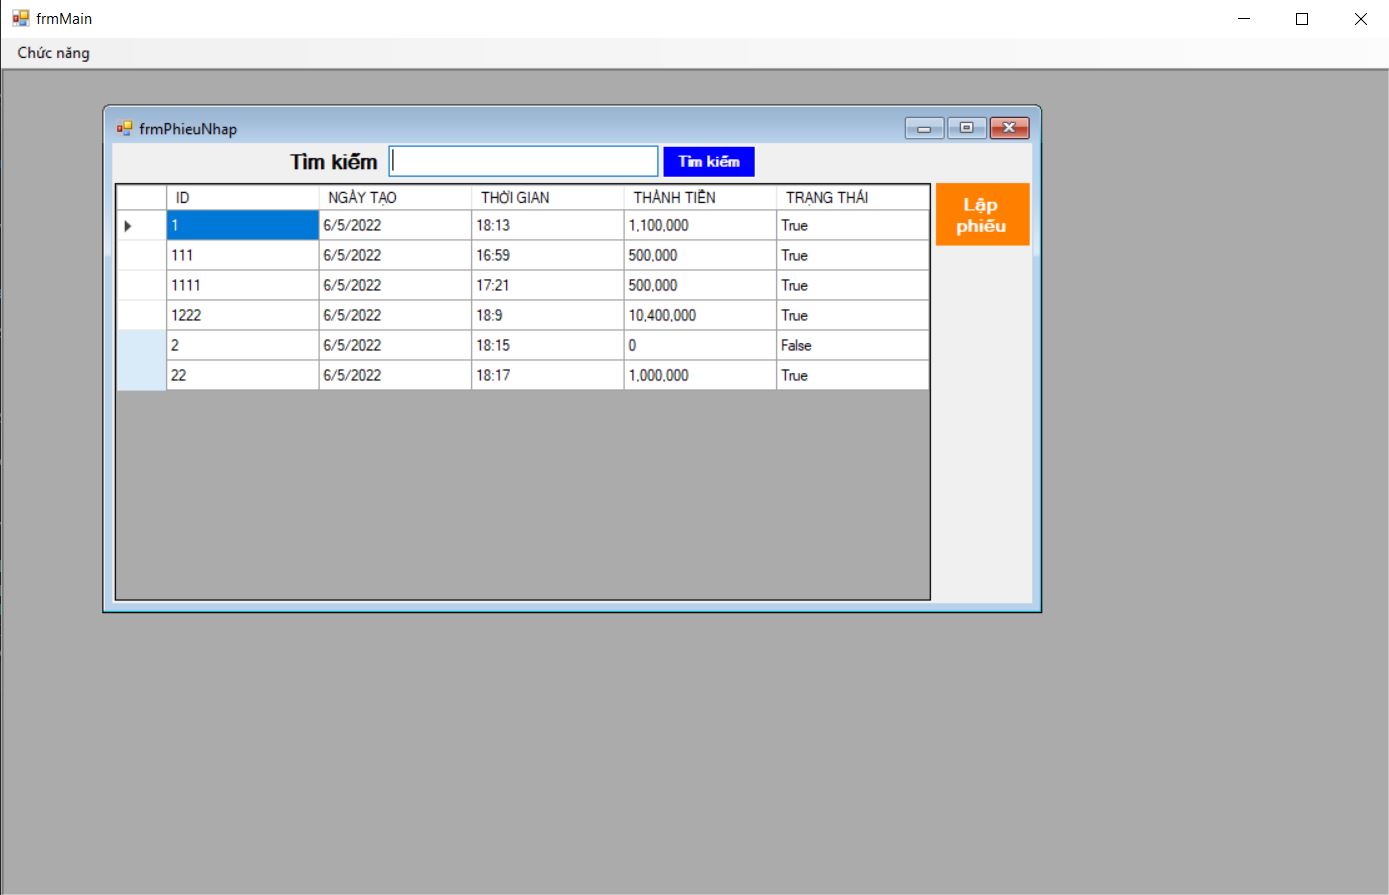 frmMain
Chức năng
frmPhieuNhap
Tìm kiếm Tìm kiếm
ID NGÀY TẠO THỜI GIAN THÀNH TIỀN TRẠNG THÁI
Lập
phiếu
1 6/5/2022 18:13 1,100,000 True
111 6/5/2022 16:59 500,000 True
1111 6/5/2022 17:21 500,000 True
1222 6/5/2022 18:9 10,400,000 True
2 6/5/2022 18:15 0 False
22 6/5/2022 18:17 1,000,000 True